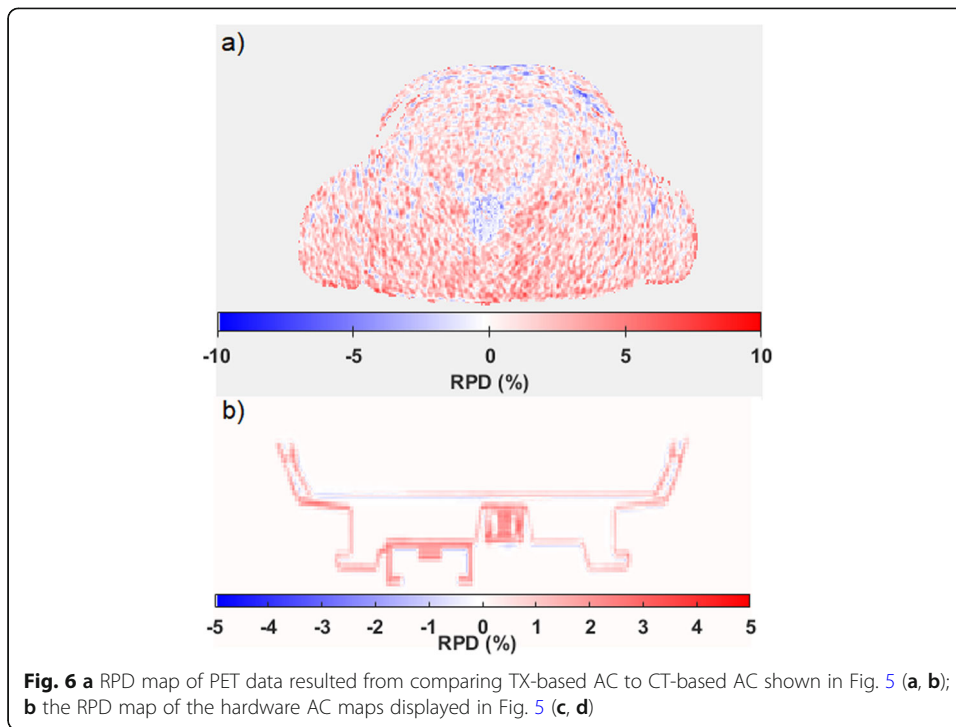 a)
-10 -5 0 5 10
RPD (%)
b)
-5 -4 -3 -2 -1 0 1 2 3 4 5
RPD (%)
Fig. 6 a RPD map of PET data resulted from comparing TX-based AC to CT-based AC shown in Fig. 5 (a, b);
b the RPD map of the hardware AC maps displayed in Fig. 5 (c, d)